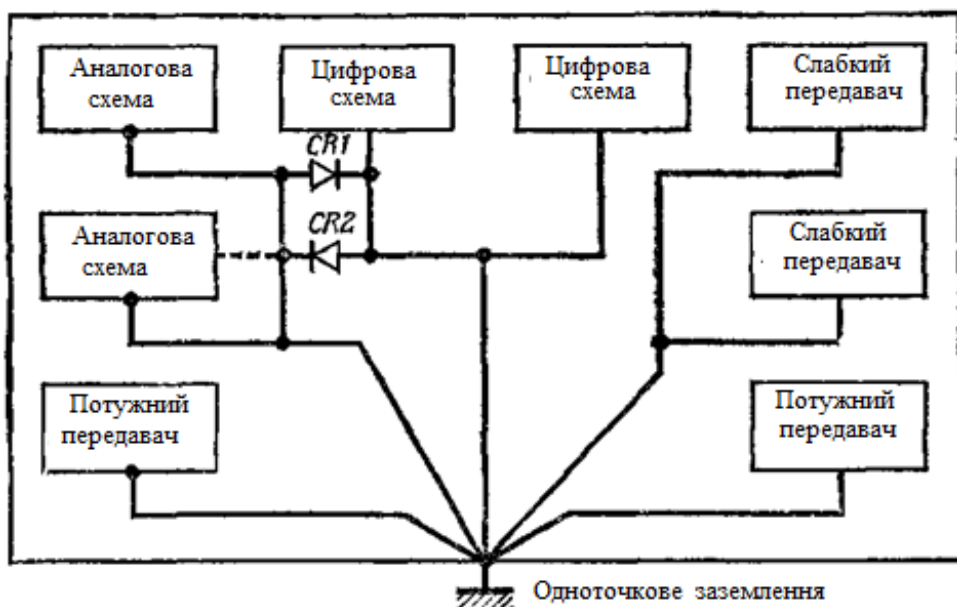 Аналогова
схема
Цифрова
схема
Цифрова
схема
Слабкий
передавач
CR1
CR2
Аналогова
схема
Слабкий
передавач
Потужний
передавач
Потужний
передавач
Одноточкове заземлення